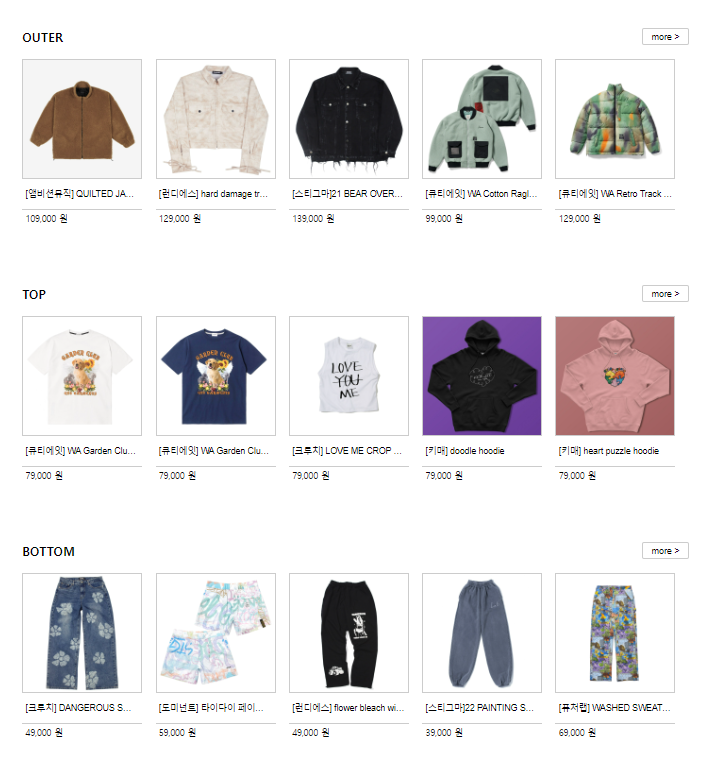 OUTER
more >
[앰비션뮤직] QUILTED JA...
[런디에스] hard damage tr...
[스티그마]21 BEAR OVER...
[큐티에잇] WA Cotton Ragl...
[큐티에잇] WA Retro Track ...
109,000 원
129,000 원
139,000 원
99,000 원
129,000 원
TOP
more >
GARDEN CLUB
GARDEN CLUB
LOVE
YOU
ME
[큐티에잇] WA Garden Clu...
[큐티에잇] WA Garden Clu...
[크루치] LOVE ME CROP ...
[키매] doodle hoodie
[키매] heart puzzle hoodie
79,000 원
79,000 원
79,000 원
79,000 원
79,000 원
BOTTOM
more >
[크루치] DANGEROUS S...
[도미넌트] 타이다이 페이...
[런디에스] flower bleach wi...
[스티그마]22 PAINTING S...
[퓨처랩] WASHED SWEAT...
49,000 원
59,000 원
49,000 원
39,000 원
69,000 원